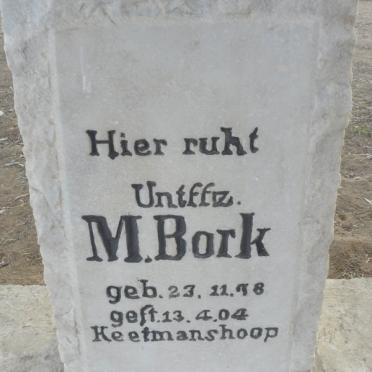 Hier ruht
Untffz.
M. Bork
geb. 23. 11. 78
gest. 13. 4. 04
Keetmanshoop